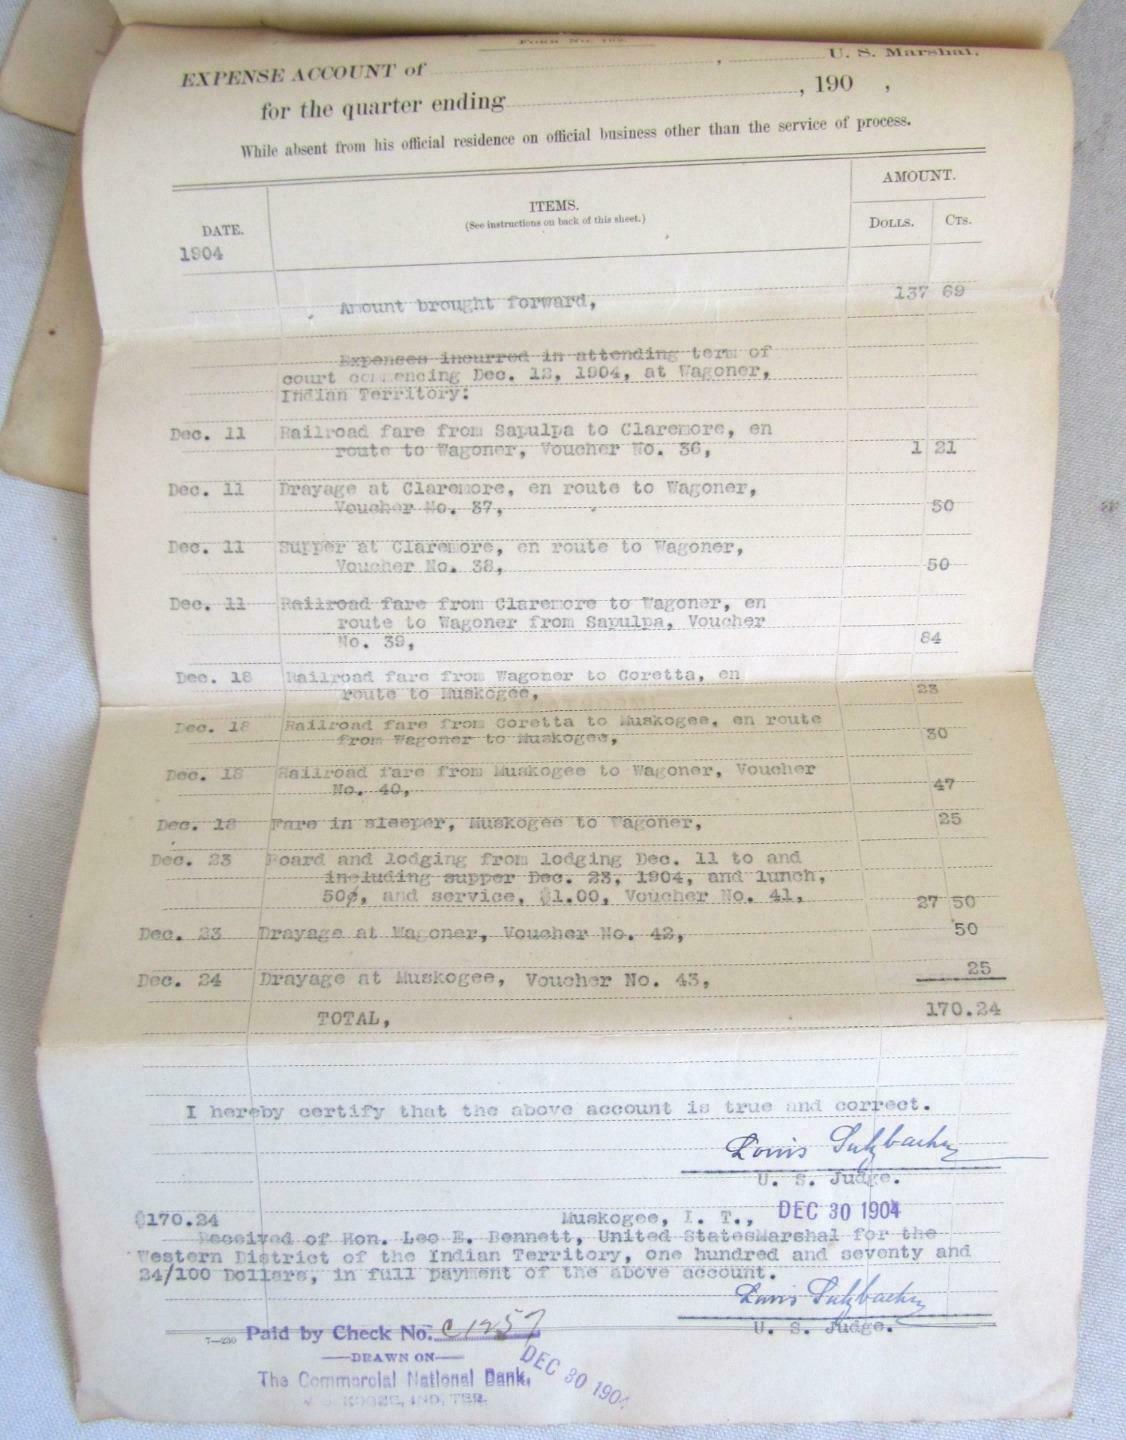 EXPENSE ACCOUNT of , U. S. Marshal.
for the quarter ending , 190 ,
While absent from his official residence on official business other than the service of process.
DATE. ITEMS. AMOUNT.
(See instructions on back of this sheet.) DOLLS. CTS.
1904
Amount brought forward, 137 69
Expenses incurred in attending term of
court commencing Dec. 12, 1904, at Wagoner,
Indian Territory:
Dec. 11 Railroad fare from Sapulpa to Claremore, en
route to Wagoner, Voucher No. 36, 1 21
Dec. 11 Drayage at Claremore, en route to Wagoner,
Voucher No. 37, 50
Dec. 11 Supper at Claremore, en route to Wagoner,
Voucher No. 38, 50
Dec. 11 Railroad fare from Claremore to Wagoner, en
route to Wagoner from Sapulpa, Voucher
No. 39, 84
Dec. 18 Railroad fare from Wagoner to Coretta, en
route to Muskogee, 23
Dec. 18 Railroad fare from Coretta to Muskogee, en route
from Wagoner to Muskogee, 30
Dec. 18 Railroad fare from Muskogee to Wagoner, Voucher
No. 40, 47
Dec. 18 Fare in sleeper, Muskogee to Wagoner, 25
Dec. 23 Board and lodging from lodging Dec. 11 to and
including supper Dec. 23, 1904, and lunch,
50¢, and service, $1.00, Voucher No. 41, 27 50
Dec. 23 Drayage at Wagoner, Voucher No. 42, 50
Dec. 24 Drayage at Muskogee, Voucher No. 43, 25
TOTAL, 170.24
I hereby certify that the above account is true and correct.
Louis Sulzbacher
U. S. Judge.
$170.24 Muskogee, I. T., DEC 30 1904
Received of Hon. Leo E. Bennett, United StatesMarshal for the
Western District of the Indian Territory, one hundred and seventy and
24/100 Dollars, in full payment of the above account.
Louis Sulzbacher
U. S. Judge.
7—230 Paid by Check No. C1257
DRAWN ON
The Commercial National Bank,
MUSKOGEE, IND. TER.
DEC 30 1904